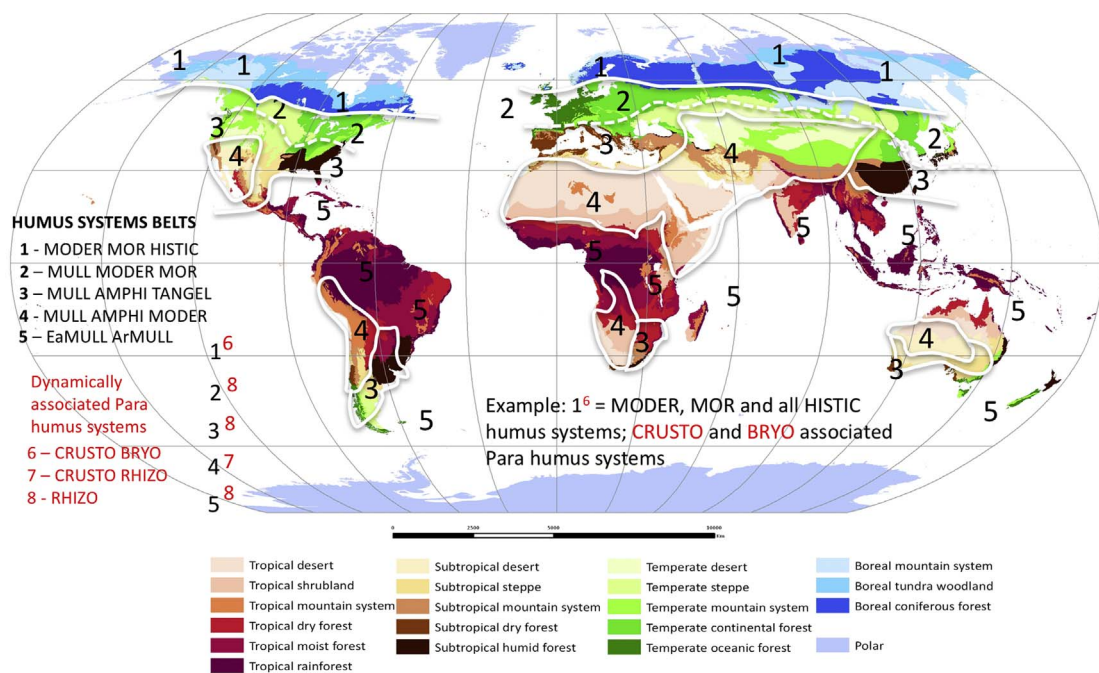 1
1
1
1
1
1
2
2
2
2
2
3
3
3
3
4
4
4
5
5
5
5
5
5
5
4
4
4
3
3
3
5
5
HUMUS SYSTEMS BELTS
1 - MODER MOR HISTIC
2 – MULL MODER MOR
3 – MULL AMPHI TANGEL
4 – MULL AMPHI MODER
5 – EaMULL ArMULL
Dynamically
associated Para
humus systems
6 – CRUSTO BRYO
7 – CRUSTO RHIZO
8 - RHIZO
1⁶
2⁸
3⁸
4⁷
5⁸
Example: 1⁶ = MODER, MOR and all HISTIC
humus systems; CRUSTO and BRYO associated
Para humus systems
0 2500 5000 10000
Kms
Tropical desert
Tropical shrubland
Tropical mountain system
Tropical dry forest
Tropical moist forest
Tropical rainforest
Subtropical desert
Subtropical steppe
Subtropical mountain system
Subtropical dry forest
Subtropical humid forest
Temperate desert
Temperate steppe
Temperate mountain system
Temperate continental forest
Temperate oceanic forest
Boreal mountain system
Boreal tundra woodland
Boreal coniferous forest
Polar